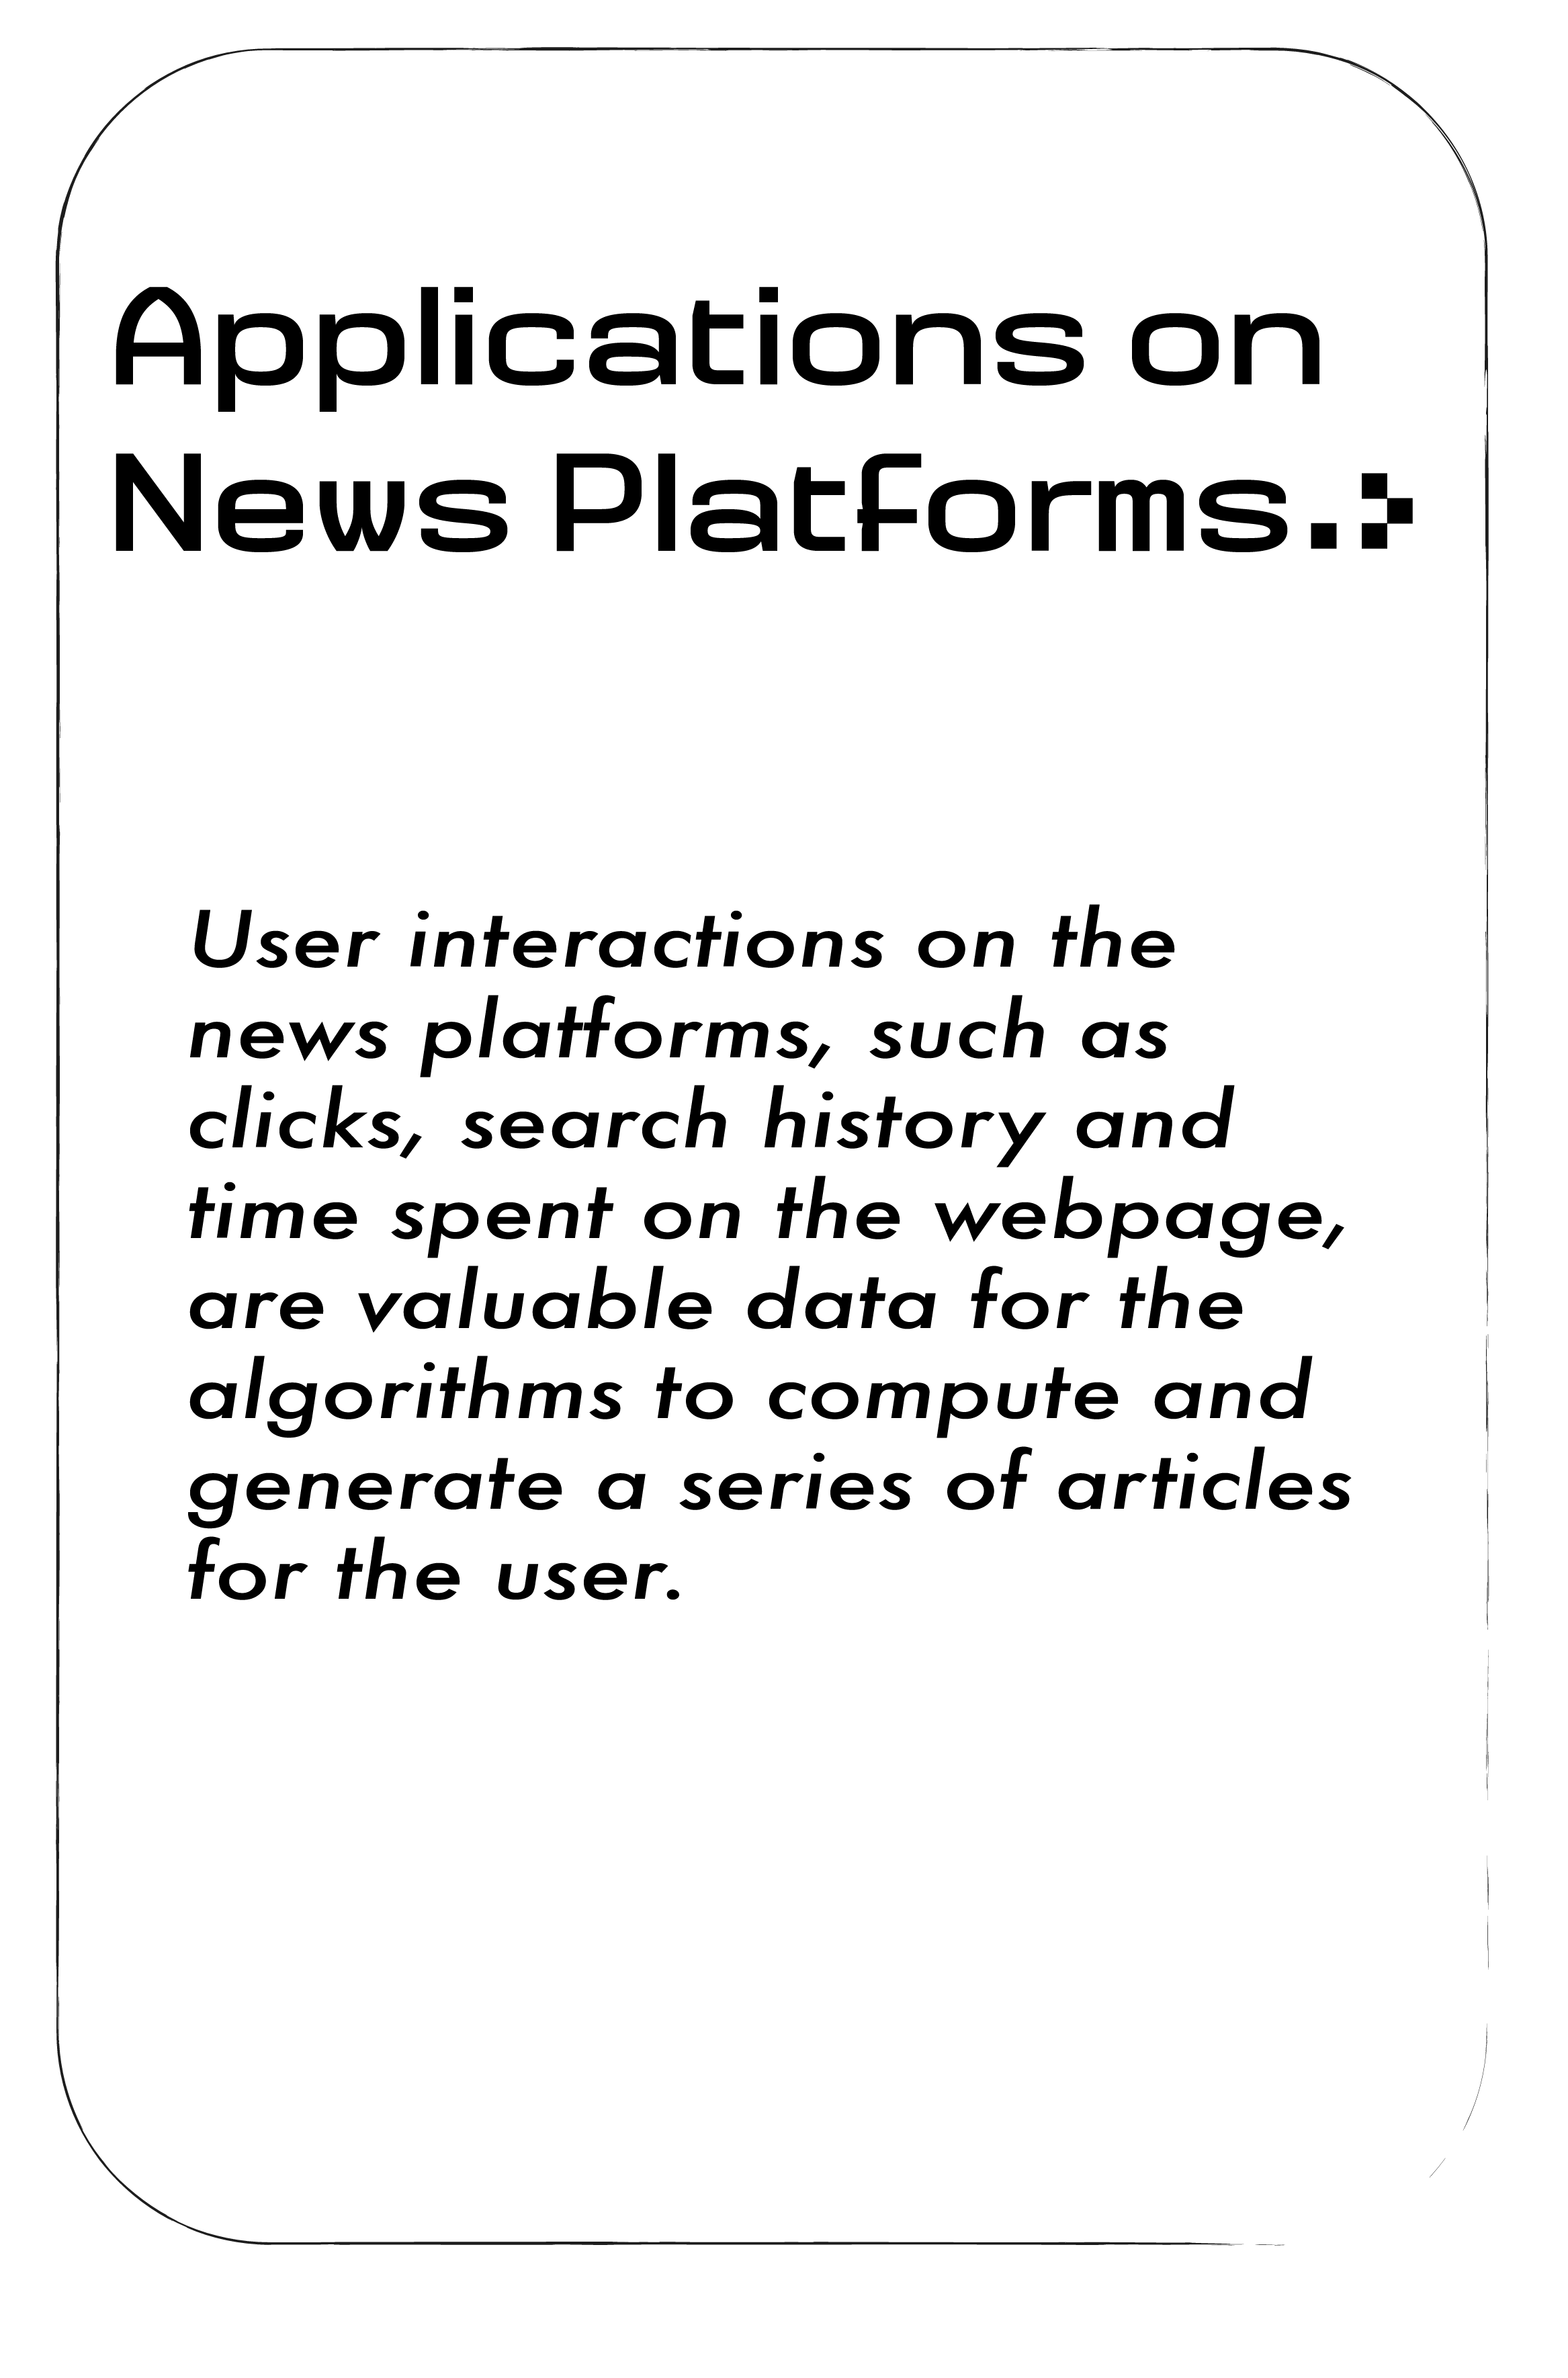 Applications on
News Platforms.
User interactions on the
news platforms, such as
clicks, search history and
time spent on the webpage,
are valuable data for the
algorithms to compute and
generate a series of articles
for the user.